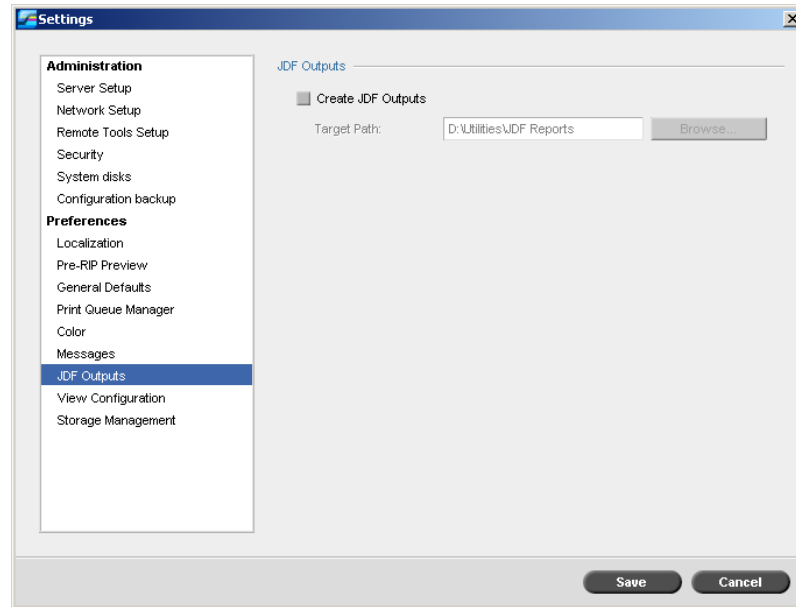 Settings
Administration
Server Setup
Network Setup
Remote Tools Setup
Security
System disks
Configuration backup
Preferences
Localization
Pre-RIP Preview
General Defaults
Print Queue Manager
Color
Messages
JDF Outputs
View Configuration
Storage Management
JDF Outputs
Create JDF Outputs
Target Path: D:\Utilities\JDF Reports Browse...
Save Cancel